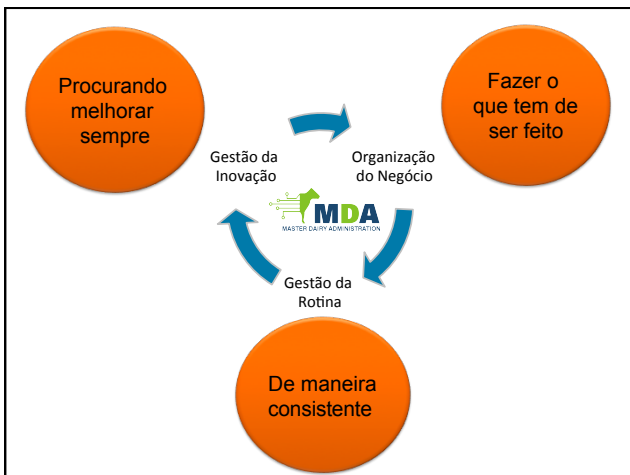 Procurando
melhorar
sempre
Fazer o
que tem de
ser feito
Gestão da
Inovação
Organização
do Negócio
MDA
MASTER DAIRY ADMINISTRATION
Gestão da
Rotina
De maneira
consistente